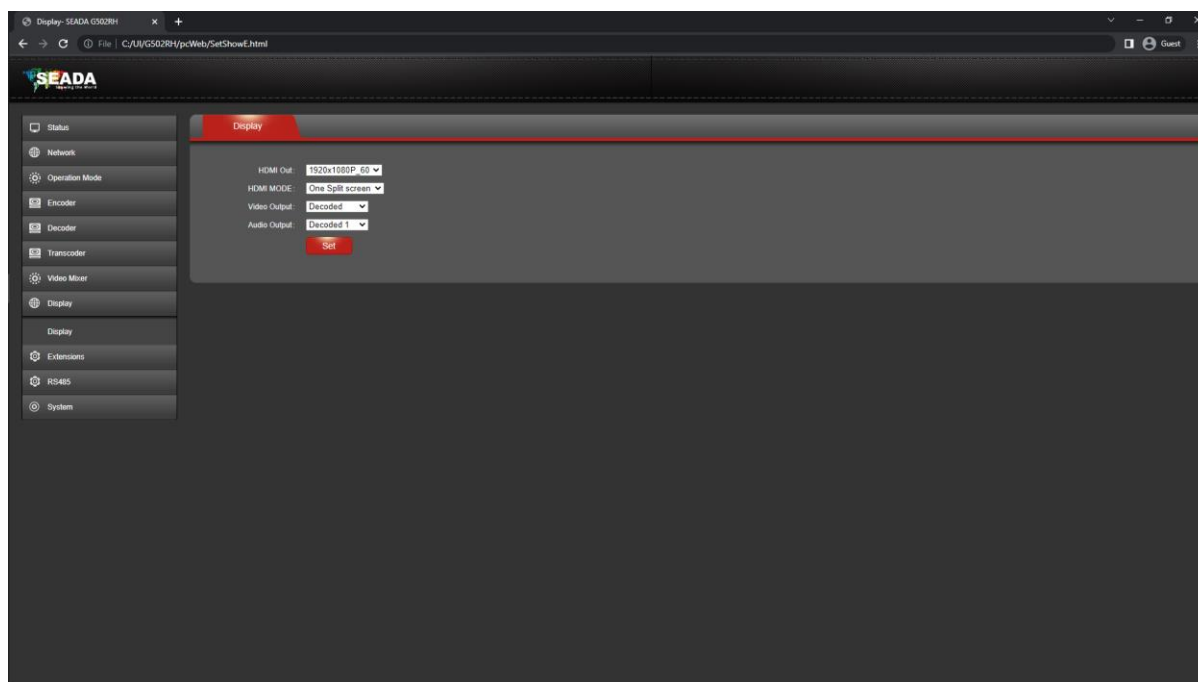 Display- SEADA G502RH
File | C:/UI/G502RH/pcWeb/SetShowE.html
Guest
SEADA
Status
Network
Operation Mode
Encoder
Decoder
Transcoder
Video Mixer
Display
Display
Extensions
RS485
System
Display
HDMI Out: 1920x1080P_60
HDMI MODE: One Split screen
Video Output: Decoded
Audio Output: Decoded 1
Set